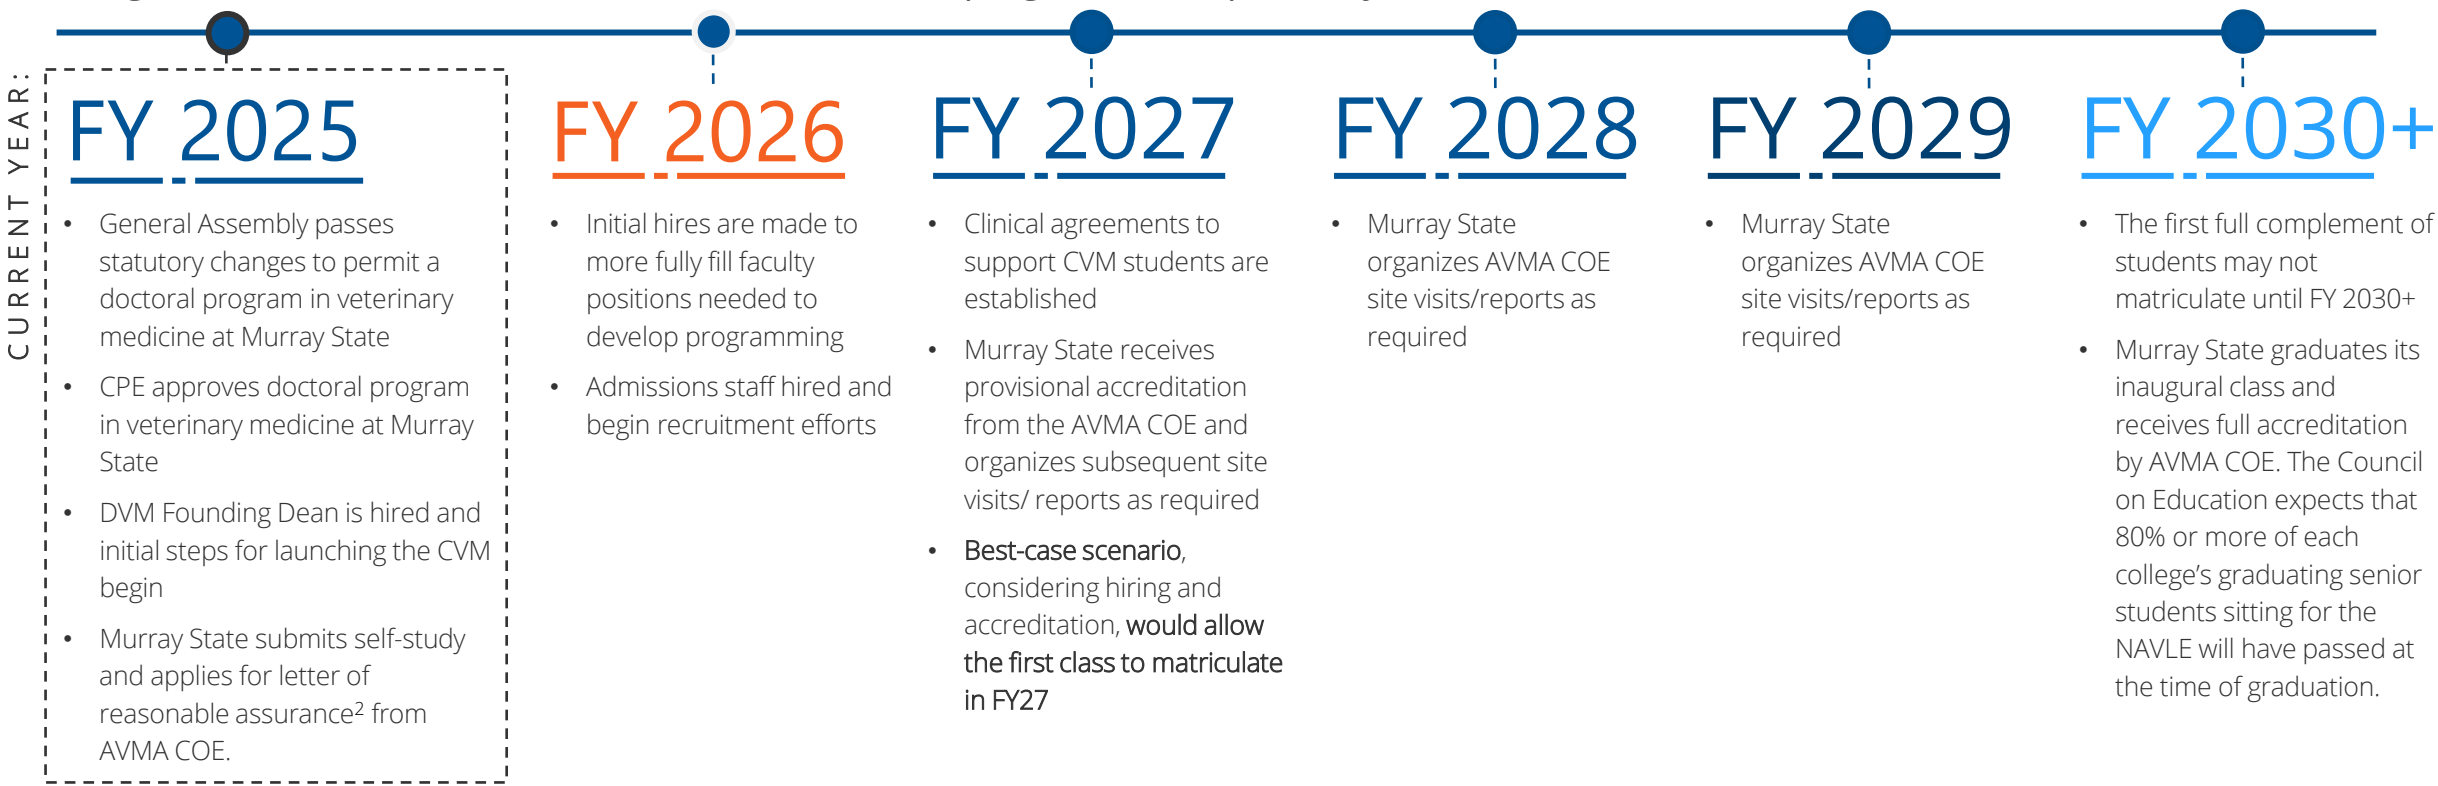 CURRENT YEAR:
FY 2025
• General Assembly passes
statutory changes to permit a
doctoral program in veterinary
medicine at Murray State
• CPE approves doctoral program
in veterinary medicine at Murray
State
• DVM Founding Dean is hired and
initial steps for launching the CVM
begin
• Murray State submits self-study
and applies for letter of
reasonable assurance² from
AVMA COE.
FY 2026
• Initial hires are made to
more fully fill faculty
positions needed to
develop programming
• Admissions staff hired and
begin recruitment efforts
FY 2027
• Clinical agreements to
support CVM students are
established
• Murray State receives
provisional accreditation
from the AVMA COE and
organizes subsequent site
visits/ reports as required
• Best-case scenario,
considering hiring and
accreditation, would allow
the first class to matriculate
in FY27
FY 2028
• Murray State
organizes AVMA COE
site visits/reports as
required
FY 2029
• Murray State
organizes AVMA COE
site visits/reports as
required
FY 2030+
• The first full complement of
students may not
matriculate until FY 2030+
• Murray State graduates its
inaugural class and
receives full accreditation
by AVMA COE. The Council
on Education expects that
80% or more of each
college’s graduating senior
students sitting for the
NAVLE will have passed at
the time of graduation.